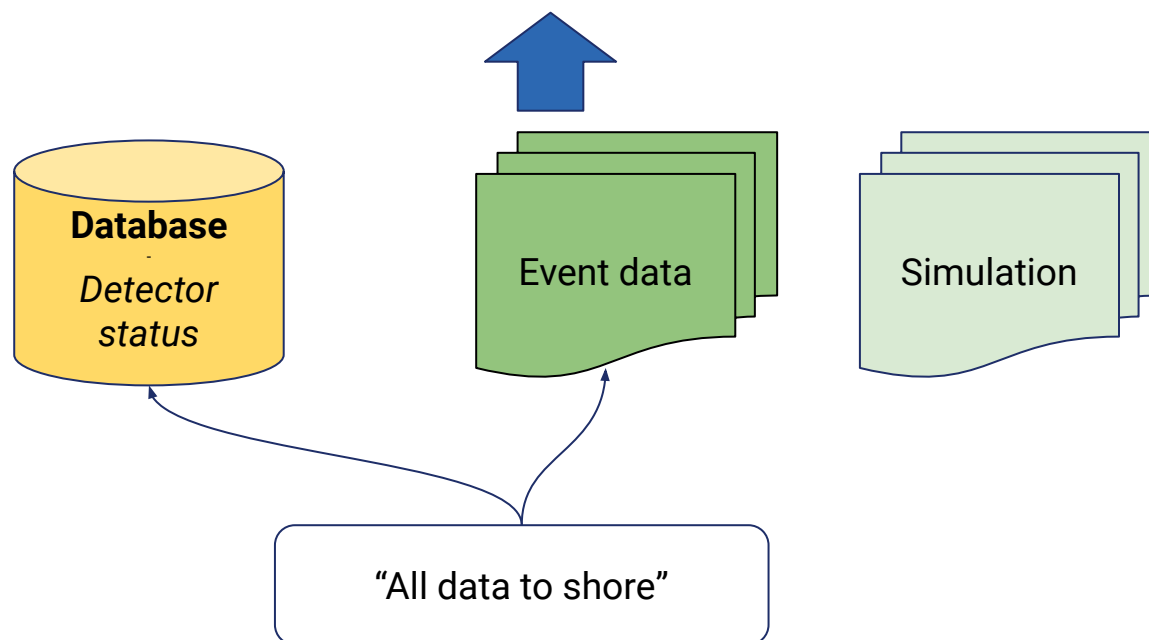 Database
-
Detector
status
Event data
Simulation
“All data to shore”